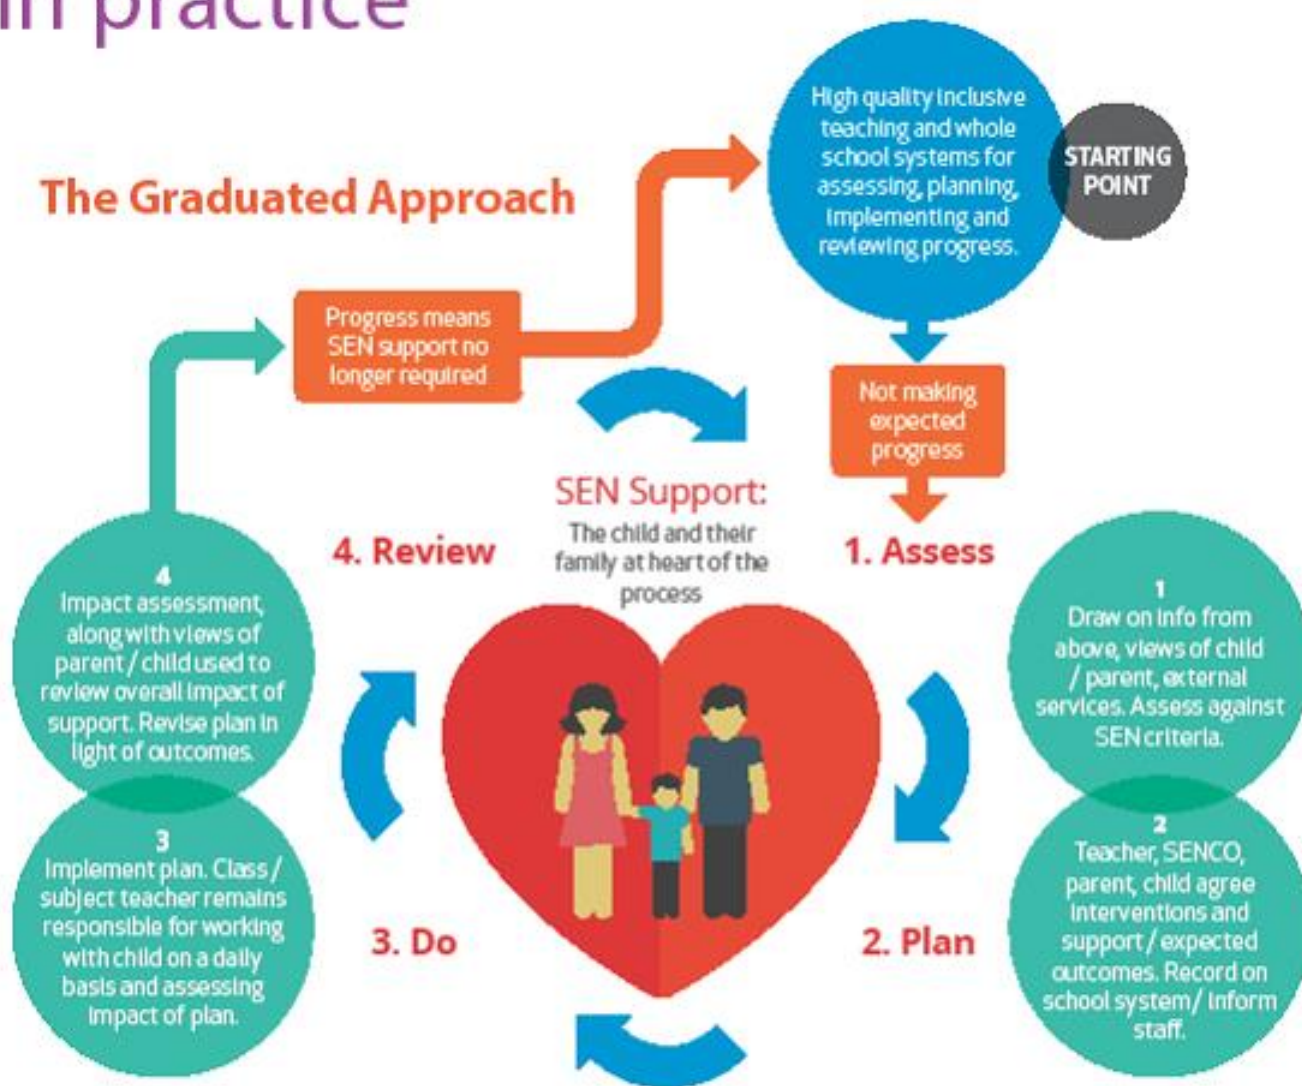 in practice
The Graduated Approach
High quality inclusive
teaching and whole
school systems for
assessing, planning,
implementing and
reviewing progress.
STARTING
POINT
Progress means
SEN support no
longer required
Not making
expected
progress
SEN Support:
The child and their
family at heart of the
process
4. Review
1. Assess
1
Draw on info from
above, views of child
/ parent, external
services. Assess against
SEN criteria.
2
Teacher, SENCO,
parent, child agree
interventions and
support / expected
outcomes. Record on
school system/ inform
staff.
2. Plan
3. Do
3
Implement plan. Class /
subject teacher remains
responsible for working
with child on a daily
basis and assessing
impact of plan.
4
Impact assessment,
along with views of
parent / child used to
review overall impact of
support. Revise plan in
light of outcomes.